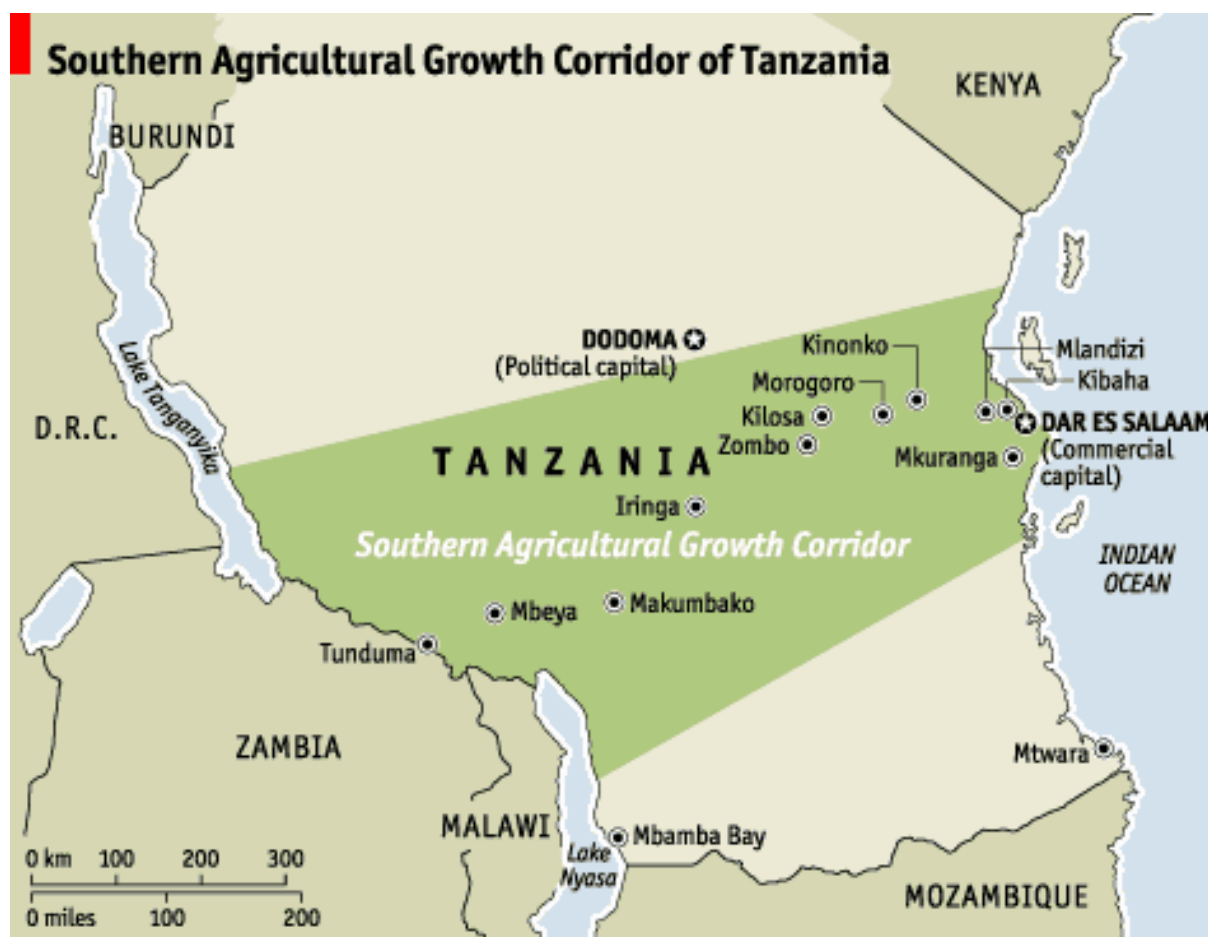 Southern Agricultural Growth Corridor of Tanzania
KENYA
BURUNDI
DODOMA
(Political capital)
Kinonko
Mlandizi
Morogoro
Kibaha
Lake Tanganyika
D.R.C.
Kilosa
DAR ES SALAAM
(Commercial
capital)
TANZANIA
Zombo
Mkuranga
Iringa
Southern Agricultural Growth Corridor
INDIAN
OCEAN
Mbeya
Makumbako
Tunduma
ZAMBIA
Mtwara
MALAWI
Mbamba Bay
Lake
Nyasa
MOZAMBIQUE
0 km 100 200 300
0 miles 100 200